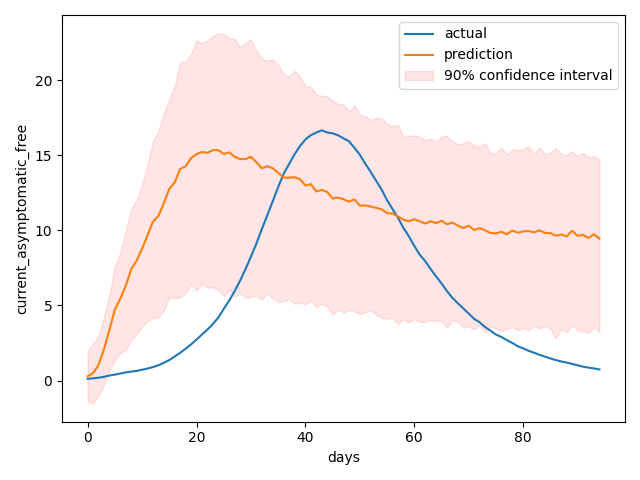 actual
prediction
90% confidence interval
20
15
10
5
0
current_asymptomatic_free
0 20 40 60 80
days